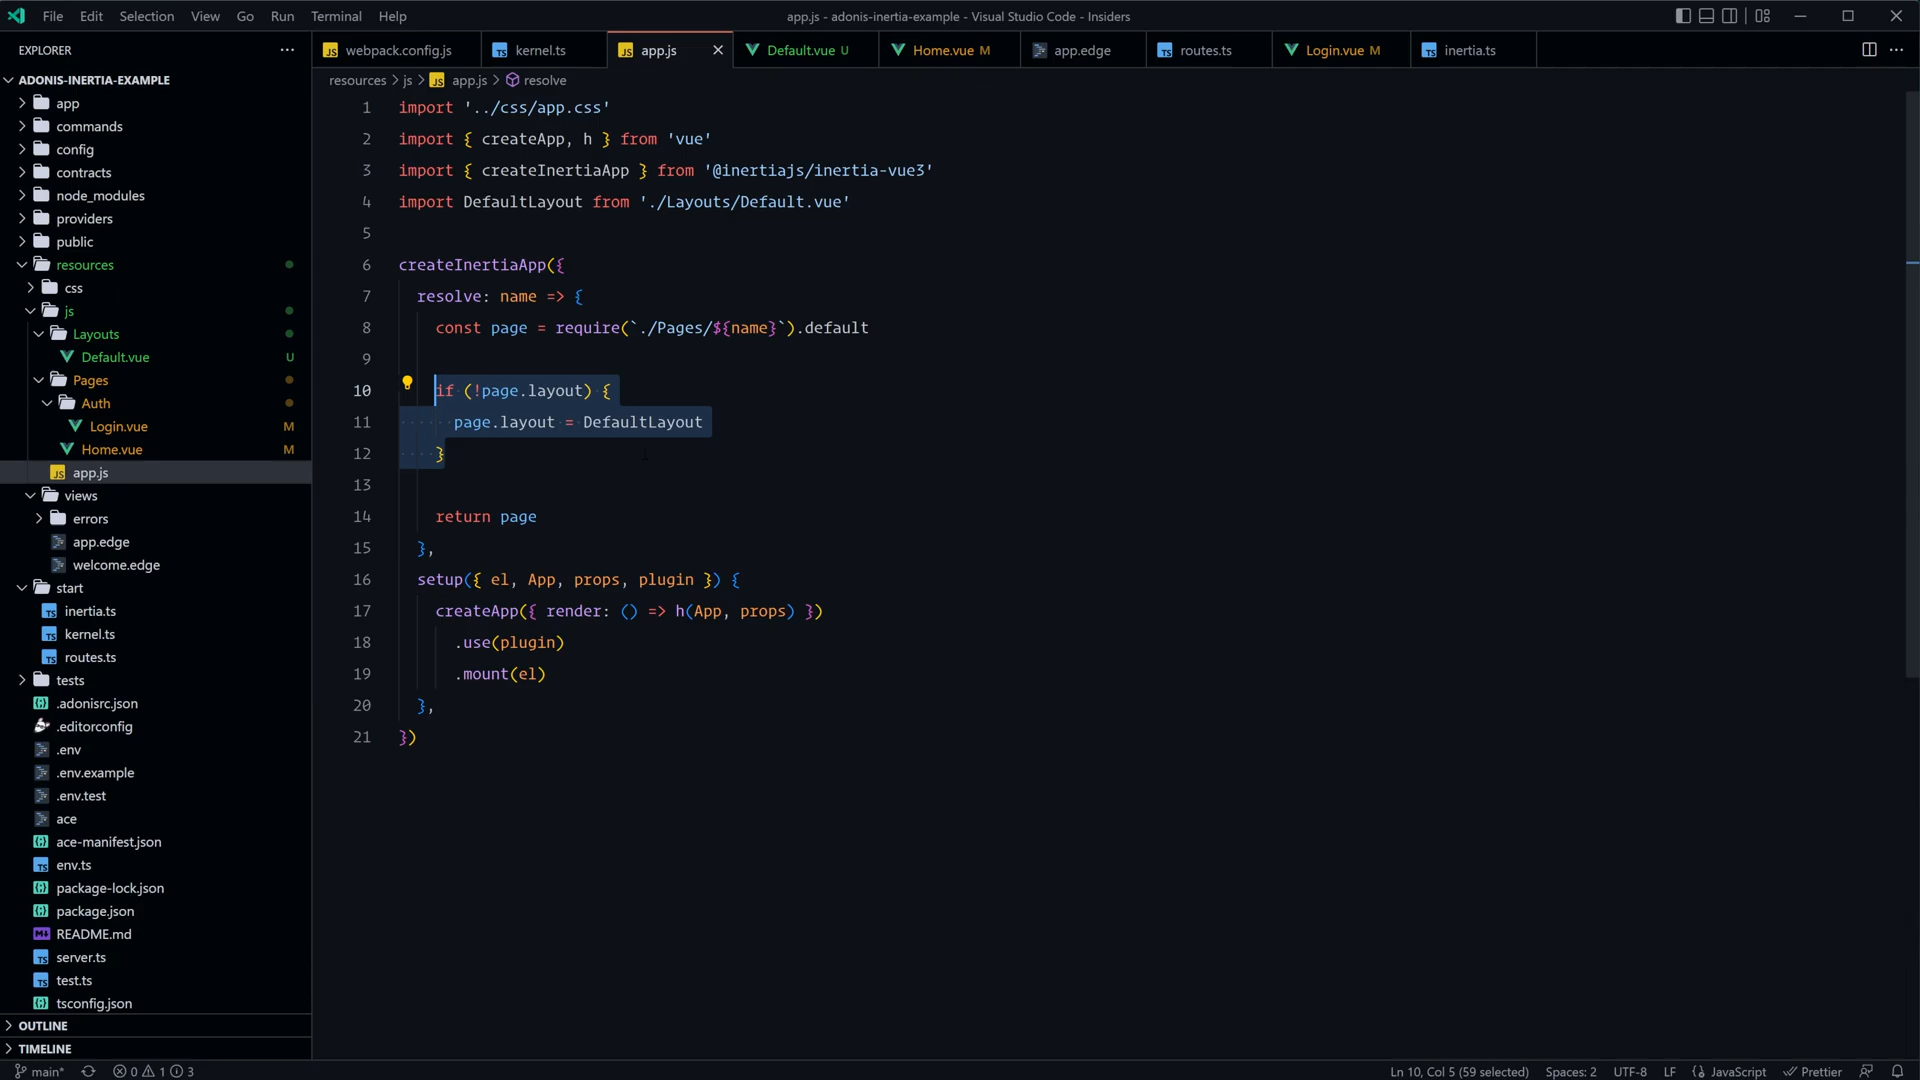 File Edit Selection View Go Run Terminal Help
app.js - adonis-inertia-example - Visual Studio Code - Insiders
EXPLORER
ADONIS-INERTIA-EXAMPLE
app
commands
config
contracts
node_modules
providers
public
resources
css
js
Layouts
Default.vue U
Pages
Auth
Login.vue M
Home.vue M
app.js
views
errors
app.edge
welcome.edge
start
inertia.ts
kernel.ts
routes.ts
tests
.adonisrc.json
.editorconfig
.env
.env.example
.env.test
ace
ace-manifest.json
env.ts
package-lock.json
package.json
README.md
server.ts
test.ts
tsconfig.json
OUTLINE
TIMELINE
webpack.config.js kernel.ts app.js Default.vue U Home.vue M app.edge routes.ts Login.vue M inertia.ts
resources > js > app.js > resolve
1 import '../css/app.css'
2 import { createApp, h } from 'vue'
3 import { createInertiaApp } from '@inertiajs/inertia-vue3'
4 import DefaultLayout from './Layouts/Default.vue'
5
6 createInertiaApp({
7 resolve: name => {
8 const page = require(`./Pages/${name}`).default
9
10 if (!page.layout) {
11 page.layout = DefaultLayout
12 }
13
14 return page
15 },
16 setup({ el, App, props, plugin }) {
17 createApp({ render: () => h(App, props) })
18 .use(plugin)
19 .mount(el)
20 },
21 })
main* 0 1 3 Ln 10, Col 5 (59 selected) Spaces: 2 UTF-8 LF JavaScript Prettier